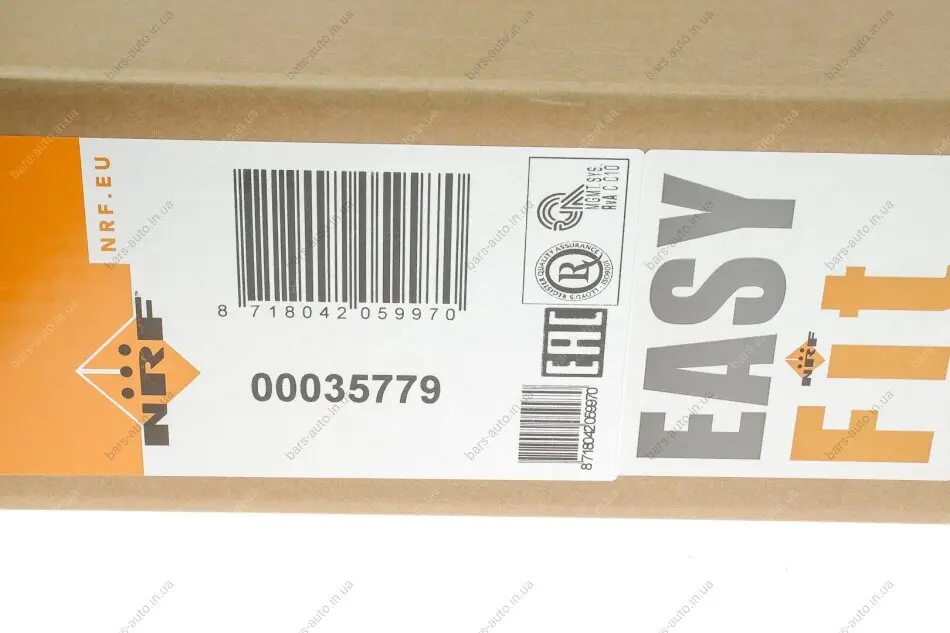 NRF.EU
NRF
8 718042 059970
00035779
MGMT. SYS.
RvA C 010
LLOYD'S REGISTER QUALITY ASSURANCE
EAC
8718042059970
EASY
FIT
NRF
bars-auto.in.ua